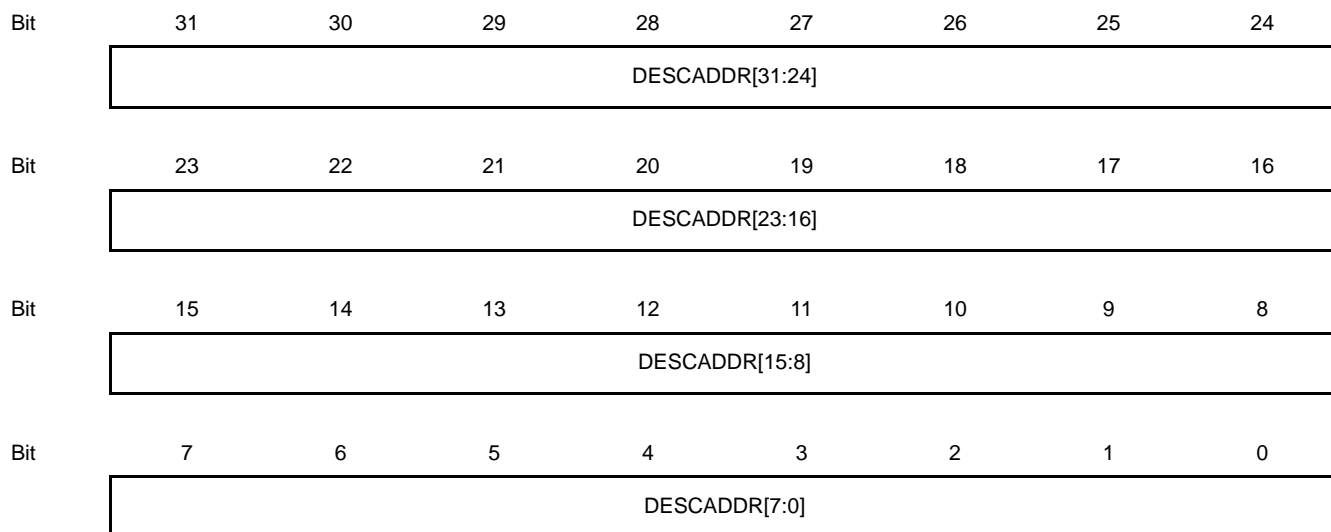 Bit 31 30 29 28 27 26 25 24
DESCADDR[31:24]
Bit 23 22 21 20 19 18 17 16
DESCADDR[23:16]
Bit 15 14 13 12 11 10 9 8
DESCADDR[15:8]
Bit 7 6 5 4 3 2 1 0
DESCADDR[7:0]